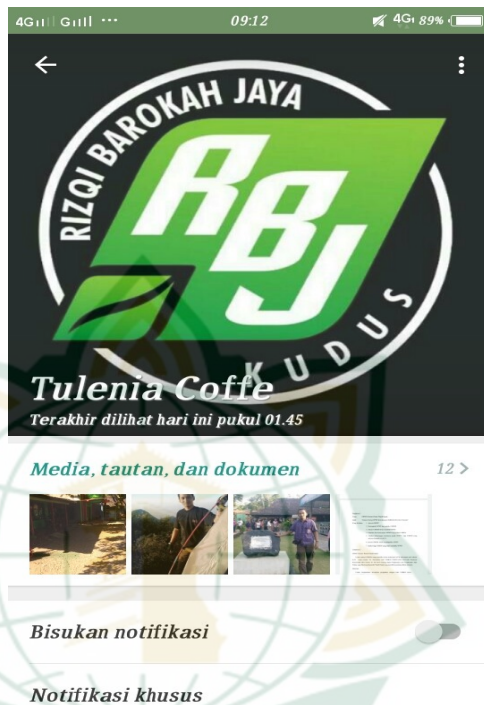 4G 4G 09:12 4G 89%
RIZQI BAROKAH JAYA
RBJ
KUDUS
Tulenia Coffe
Terakhir dilihat hari ini pukul 01.45
Media, tautan, dan dokumen 12 >
Bisukan notifikasi
Notifikasi khusus